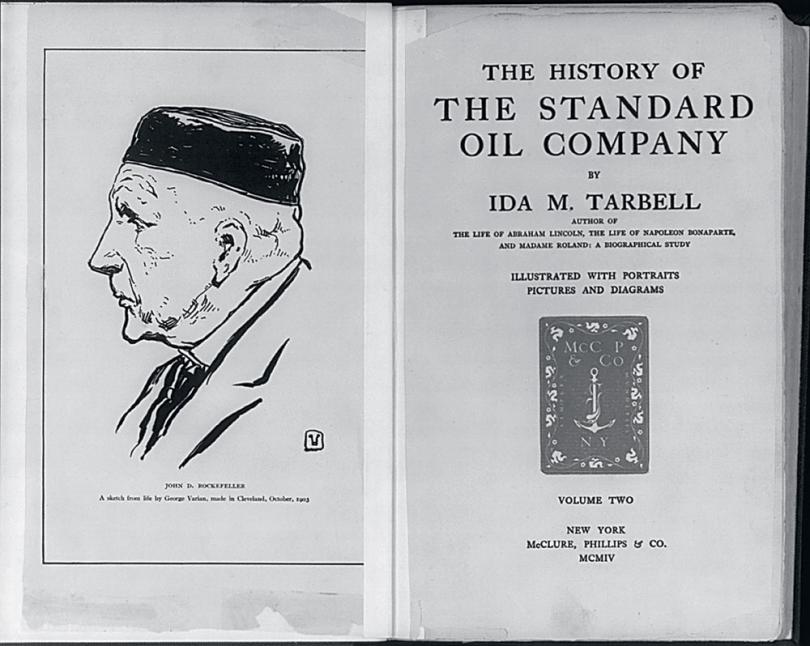 JOHN D. ROCKEFELLER
A sketch from life by George Varian, made in Cleveland, October, 1903
THE HISTORY OF
THE STANDARD
OIL COMPANY
BY
IDA M. TARBELL
AUTHOR OF
THE LIFE OF ABRAHAM LINCOLN, THE LIFE OF NAPOLEON BONAPARTE,
AND MADAME ROLAND: A BIOGRAPHICAL STUDY
ILLUSTRATED WITH PORTRAITS
PICTURES AND DIAGRAMS
McC P
& Co
N Y
VOLUME TWO
NEW YORK
McCLURE, PHILLIPS & CO.
MCMIV